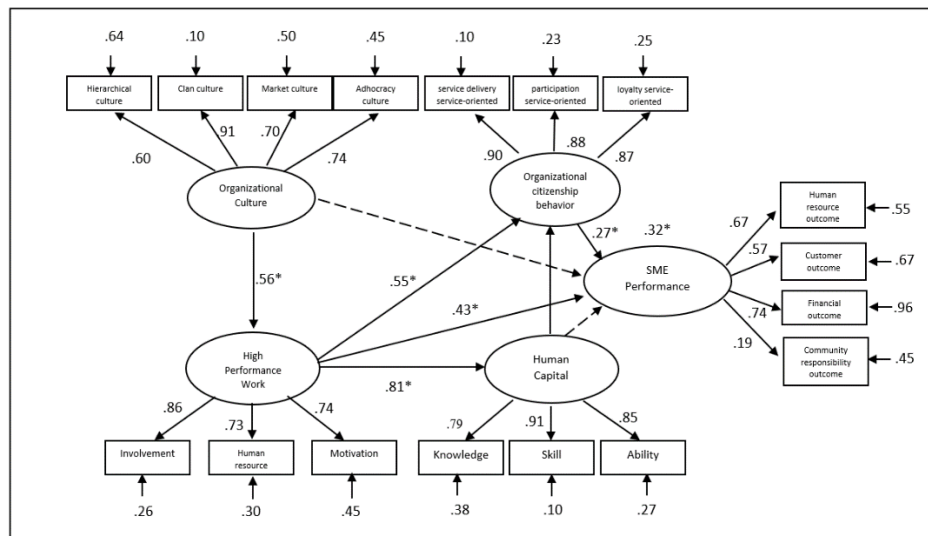 .64 .10 .50 .45 .10 .23 .25
Hierarchical
culture
Clan culture
Market culture
Adhocracy
culture
service delivery
service-oriented
participation
service-oriented
loyalty service-
oriented
.60 .91 .70 .74
.90 .88 .87
Organizational
Culture
Organizational
citizenship
behavior
Human
resource
outcome
.55
.67
.27* .32*
.57
Customer
outcome
.67
SME
Performance
.56*
.55*
.43*
.74
Financial
outcome
.96
.19
Community
responsibility
outcome
.45
High
Performance
Work
Human
Capital
.81*
.86 .73 .74
.79 .91 .85
Involvement
Human
resource
Motivation
Knowledge
Skill
Ability
.26 .30 .45 .38 .10 .27